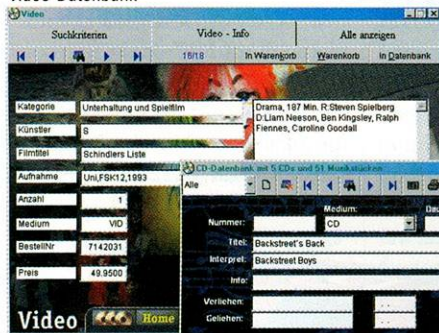 Video-Datenbank
Video
Suchkriterien
Video - Info
Alle anzeigen
16/18
In Warenkorb
Warenkorb
In Datenbank
Kategorie
Unterhaltung und Spielfilm
Drama, 187 Min. R:Steven Spielberg
D:Liam Neeson, Ben Kingsley, Ralph
Fiennes, Caroline Goodall
Künstler
S
Filmtitel
Schindlers Liste
Aufnahme
Uni,FSK12,1993
Anzahl
1
Medium
VID
BestellNr
7142031
Preis
49.9500
Video
Home
CD-Datenbank mit 5 CDs und 51 Musikstücken
Alle
Medium:
Nummer:
CD
Titel:
Backstreet's Back
Interpret:
Backstreet Boys
Info:
Verliehen:
. .
Geliehen:
. .